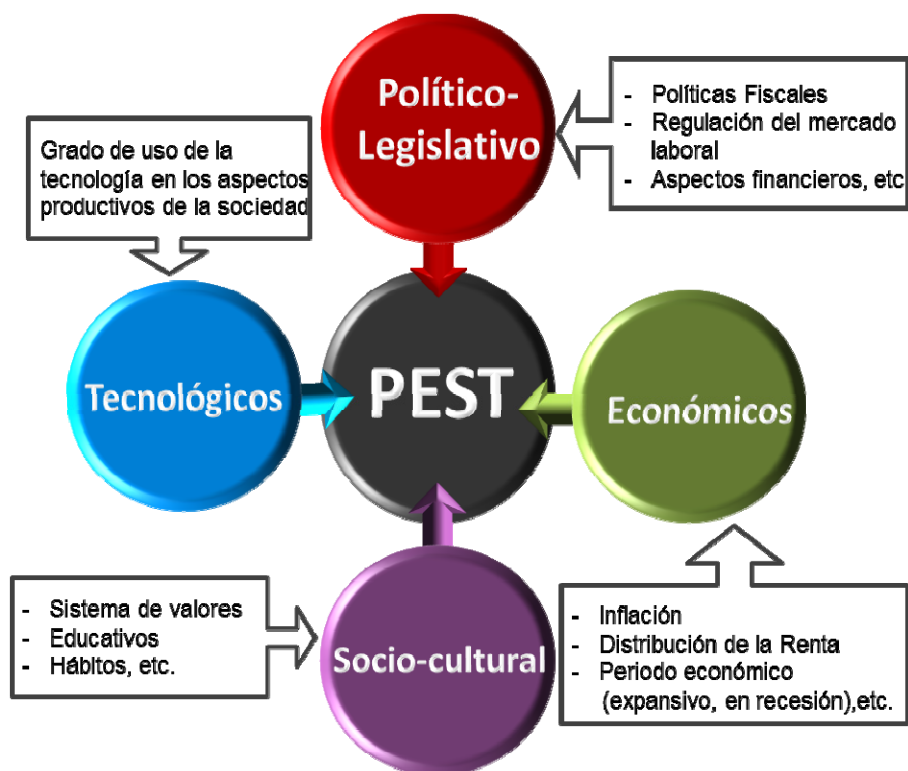 Político-
Legislativo
- Políticas Fiscales
- Regulación del mercado
laboral
- Aspectos financieros, etc
Grado de uso de la
tecnología en los aspectos
productivos de la sociedad
Tecnológicos
PEST
Económicos
- Sistema de valores
- Educativos
- Hábitos, etc.
Socio-cultural
- Inflación
- Distribución de la Renta
- Periodo económico
(expansivo, en recesión),etc.